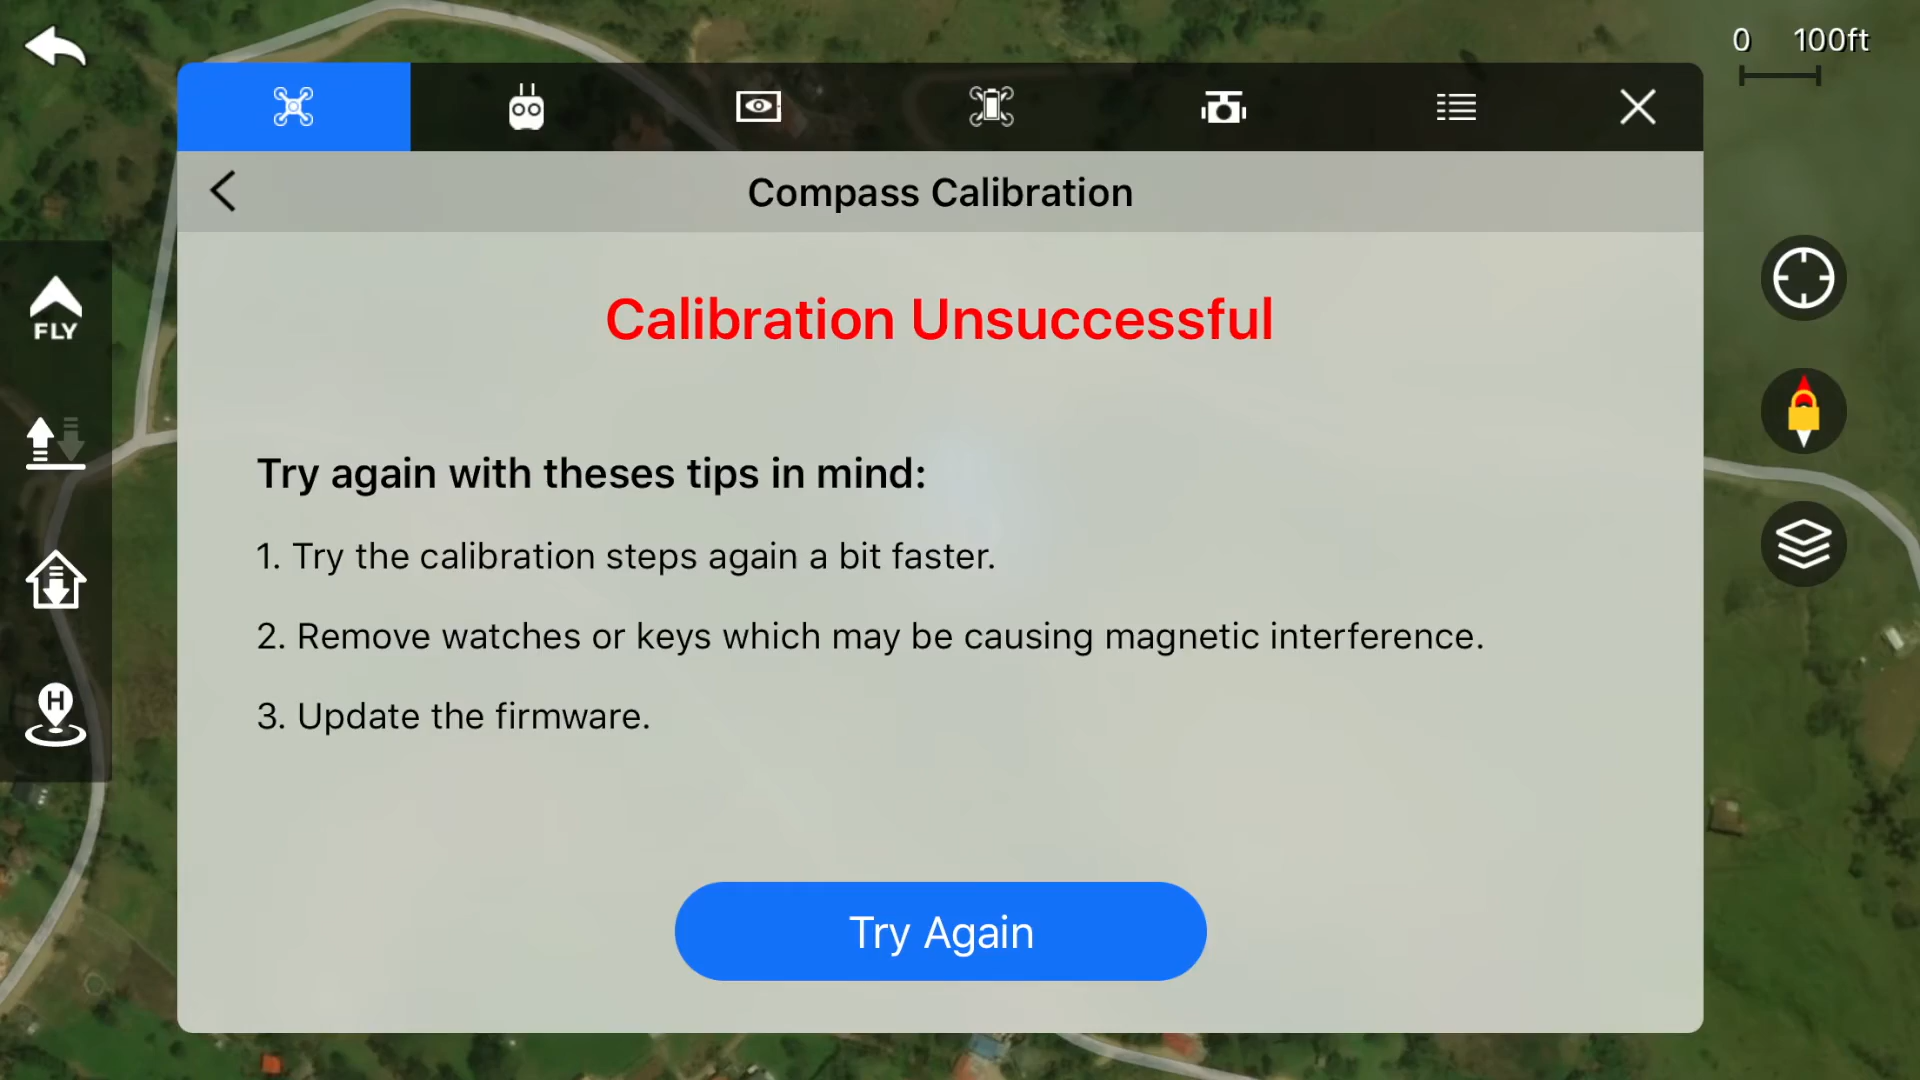 0 100ft
Compass Calibration
Calibration Unsuccessful
FLY
Try again with theses tips in mind:
1. Try the calibration steps again a bit faster.
2. Remove watches or keys which may be causing magnetic interference.
3. Update the firmware.
H
Try Again